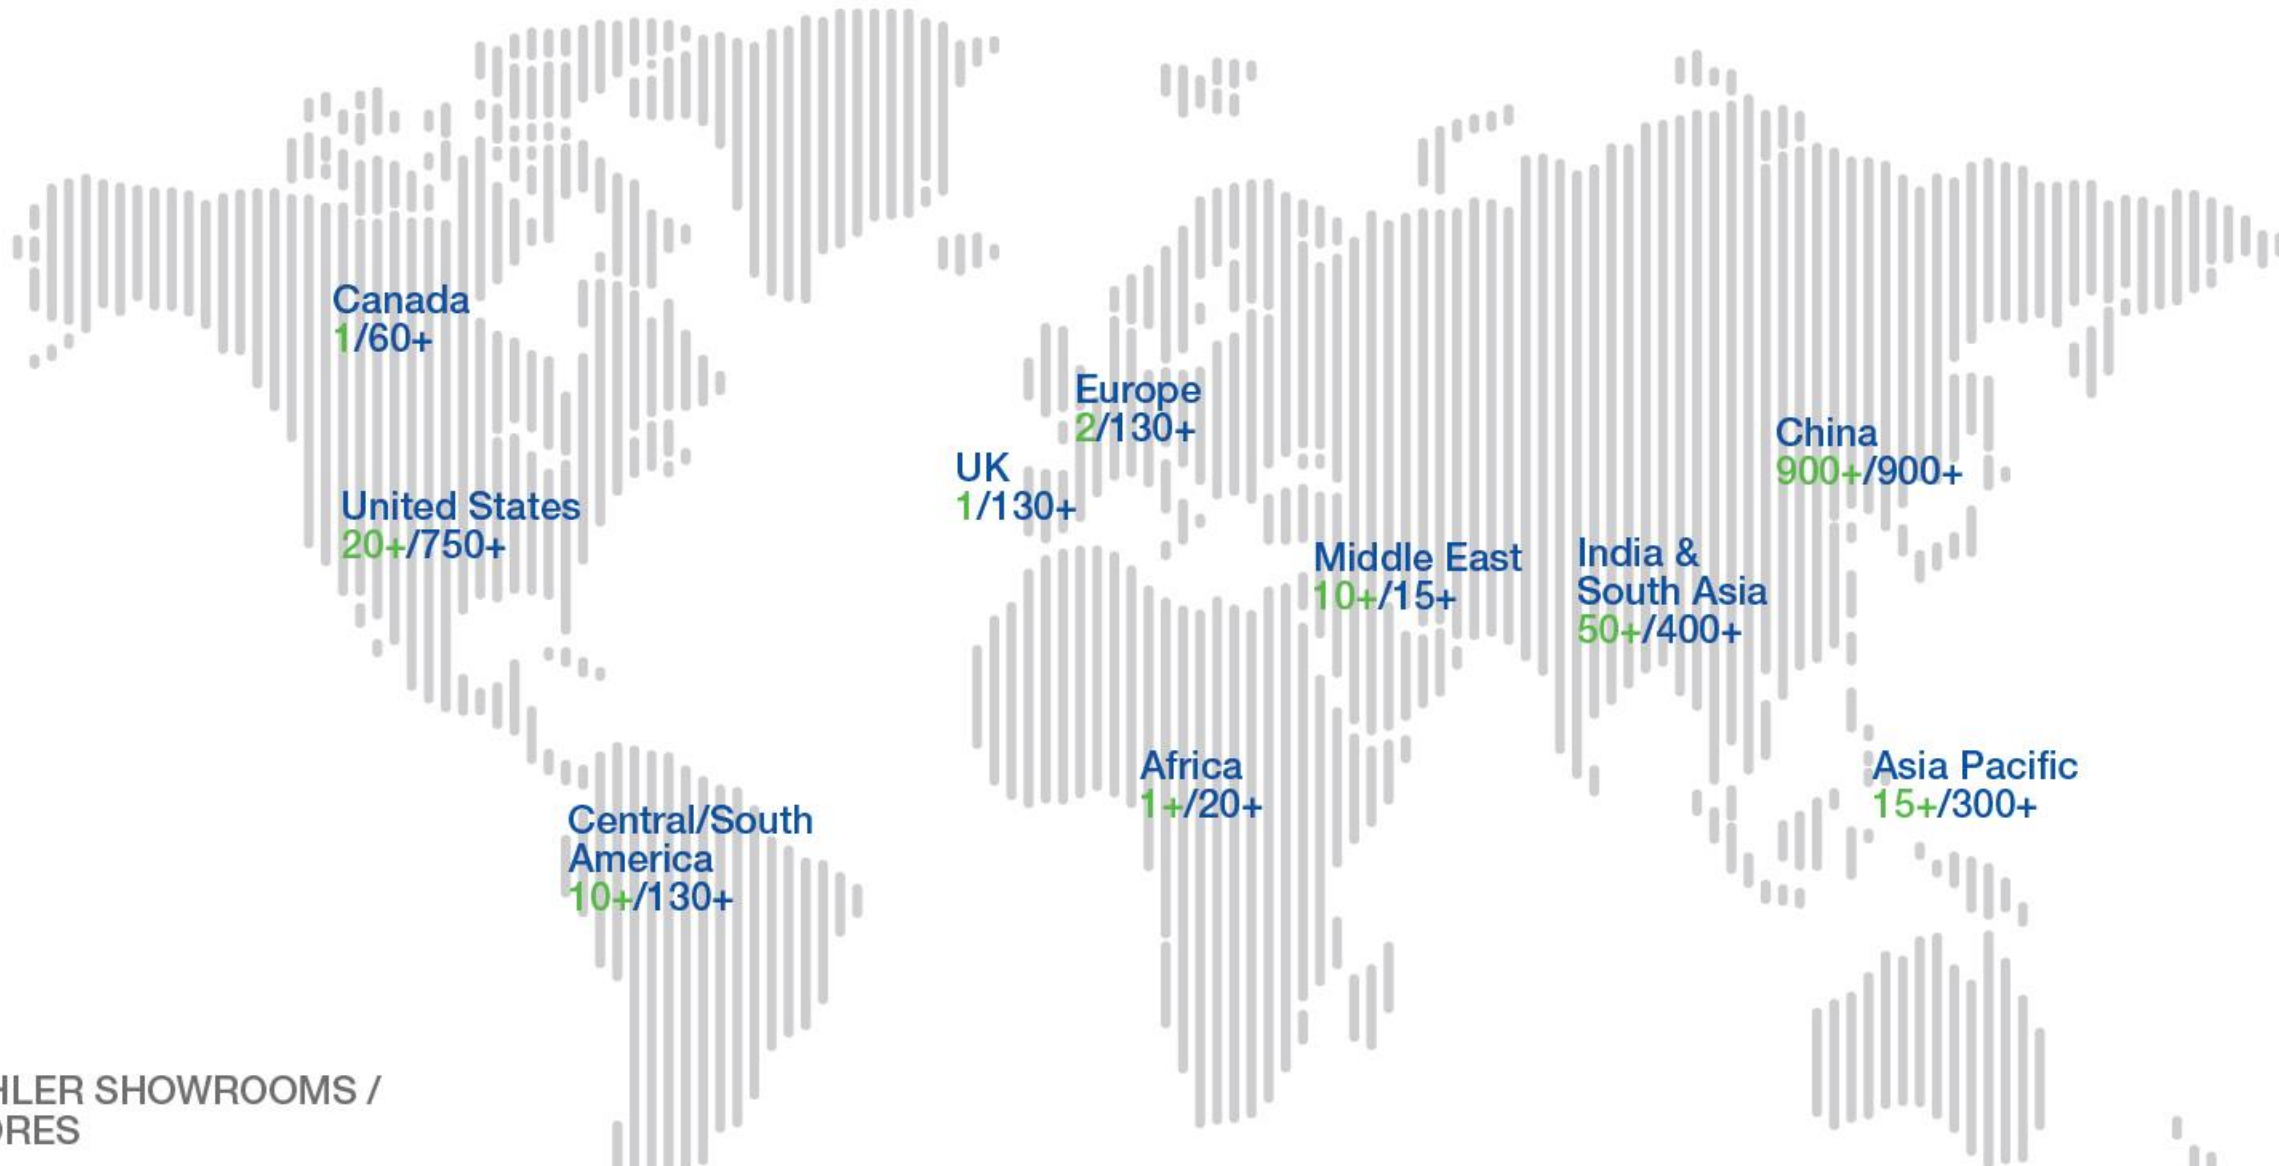 Canada
1/60+
Europe
2/130+
China
900+/900+
UK
1/130+
United States
20+/750+
Middle East
10+/15+
India &
South Asia
50+/400+
Africa
1+/20+
Asia Pacific
15+/300+
Central/South
America
10+/130+
HLER SHOWROOMS /
ORES